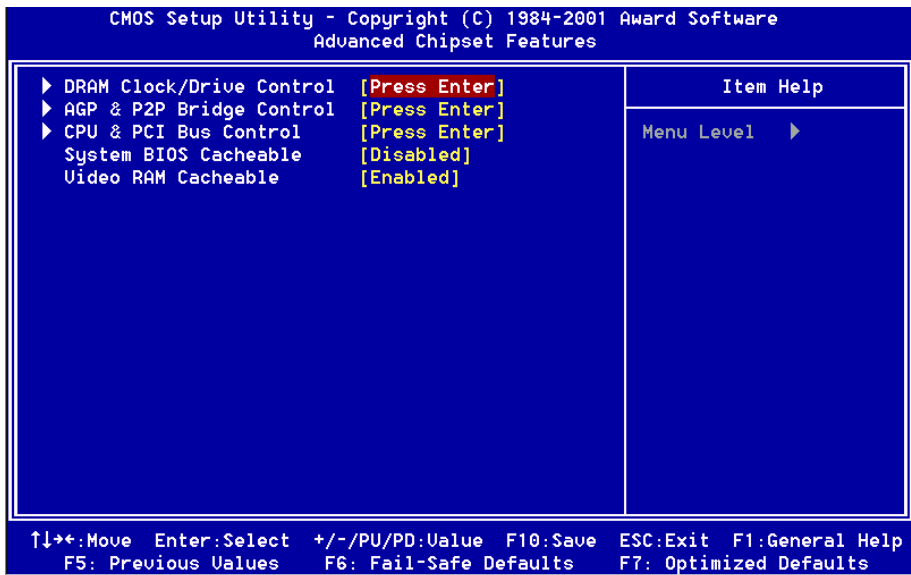 CMOS Setup Utility - Copyright (C) 1984-2001 Award Software
Advanced Chipset Features
▶ DRAM Clock/Drive Control [Press Enter]
▶ AGP & P2P Bridge Control [Press Enter]
▶ CPU & PCI Bus Control [Press Enter]
System BIOS Cacheable [Disabled]
Video RAM Cacheable [Enabled]
Item Help
Menu Level ▶
↑↓→←:Move Enter:Select +/-/PU/PD:Value F10:Save ESC:Exit F1:General Help
F5: Previous Values F6: Fail-Safe Defaults F7: Optimized Defaults